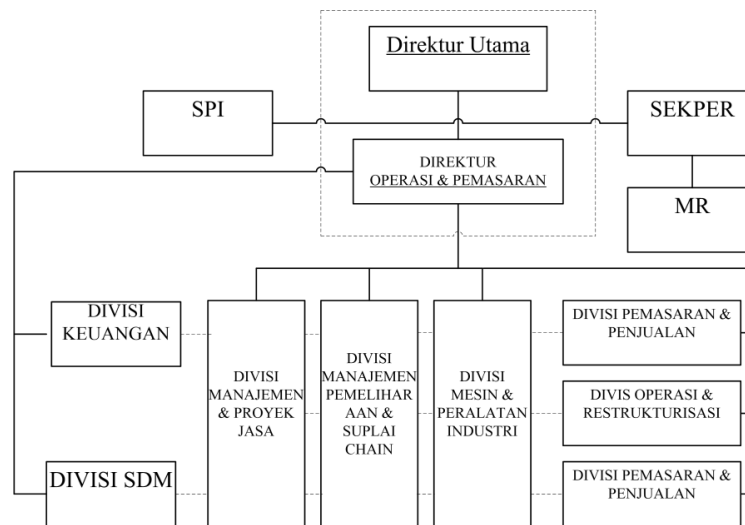 Direktur Utama
SPI
SEKPER
DIREKTUR
OPERASI & PEMASARAN
MR
DIVISI
KEUANGAN
DIVISI
MANAJEMEN
& PROYEK
JASA
DIVISI
MANAJEMEN
PEMELIHAR
AAN &
SUPLAI
CHAIN
DIVISI
MESIN &
PERALATAN
INDUSTRI
DIVISI PEMASARAN &
PENJUALAN
DIVIS OPERASI &
RESTRUKTURISASI
DIVISI SDM
DIVISI PEMASARAN &
PENJUALAN